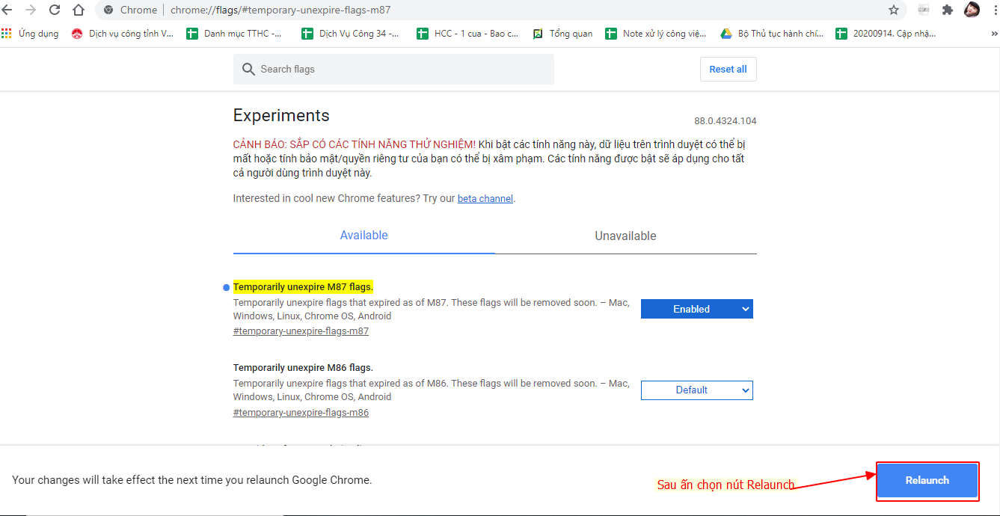 Chrome | chrome://flags/#temporary-unexpire-flags-m87
Ứng dụng Dịch vụ công tỉnh V... Danh mục TTHC -... Dịch Vụ Công 34 -... HCC - 1 cua - Bao c... Tổng quan Note xử lý công việ... Bộ Thủ tục hành chí... 20200914. Cập nhậ... »
Search flags
Reset all
Experiments
88.0.4324.104
CẢNH BÁO: SẮP CÓ CÁC TÍNH NĂNG THỬ NGHIỆM! Khi bật các tính năng này, dữ liệu trên trình duyệt có thể bị
mất hoặc tính bảo mật/quyền riêng tư của bạn có thể bị xâm phạm. Các tính năng được bật sẽ áp dụng cho tất
cả người dùng trình duyệt này.
Interested in cool new Chrome features? Try our beta channel.
Available
Unavailable
Temporarily unexpire M87 flags.
Temporarily unexpire flags that expired as of M87. These flags will be removed soon. – Mac,
Windows, Linux, Chrome OS, Android
#temporary-unexpire-flags-m87
Enabled
Temporarily unexpire M86 flags.
Temporarily unexpire flags that expired as of M86. These flags will be removed soon. – Mac,
Windows, Linux, Chrome OS, Android
#temporary-unexpire-flags-m86
Default
Your changes will take effect the next time you relaunch Google Chrome.
Sau ấn chọn nút Relaunch
Relaunch